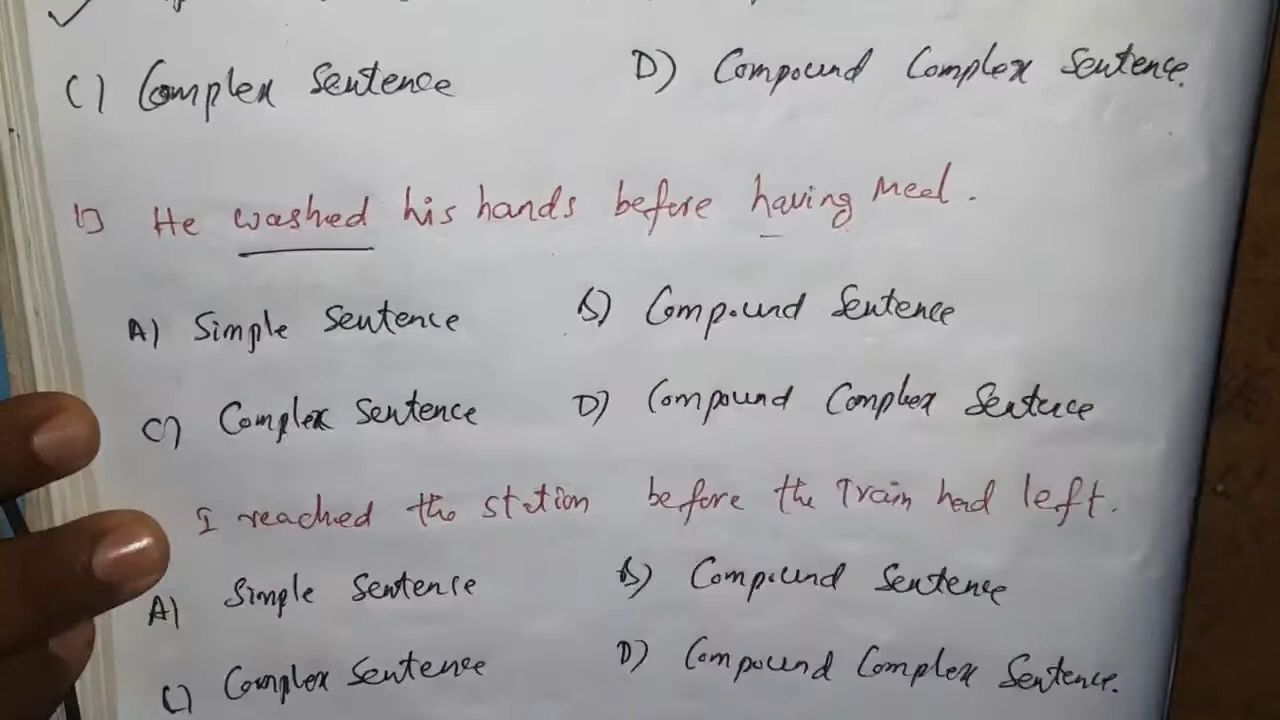 C) Complex Sentence D) Compound Complex Sentence.
He washed his hands before having meal.
A) Simple Sentence B) Compound Sentence
C) Complex Sentence D) Compound Complex Sentence
I reached the station before the Train had left.
A) Simple Sentence B) Compound Sentence
C) Complex Sentence D) Compound Complex Sentence.